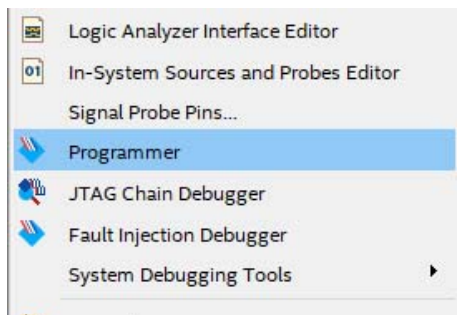 Logic Analyzer Interface Editor
01 In-System Sources and Probes Editor
Signal Probe Pins...
Programmer
JTAG Chain Debugger
Fault Injection Debugger
System Debugging Tools